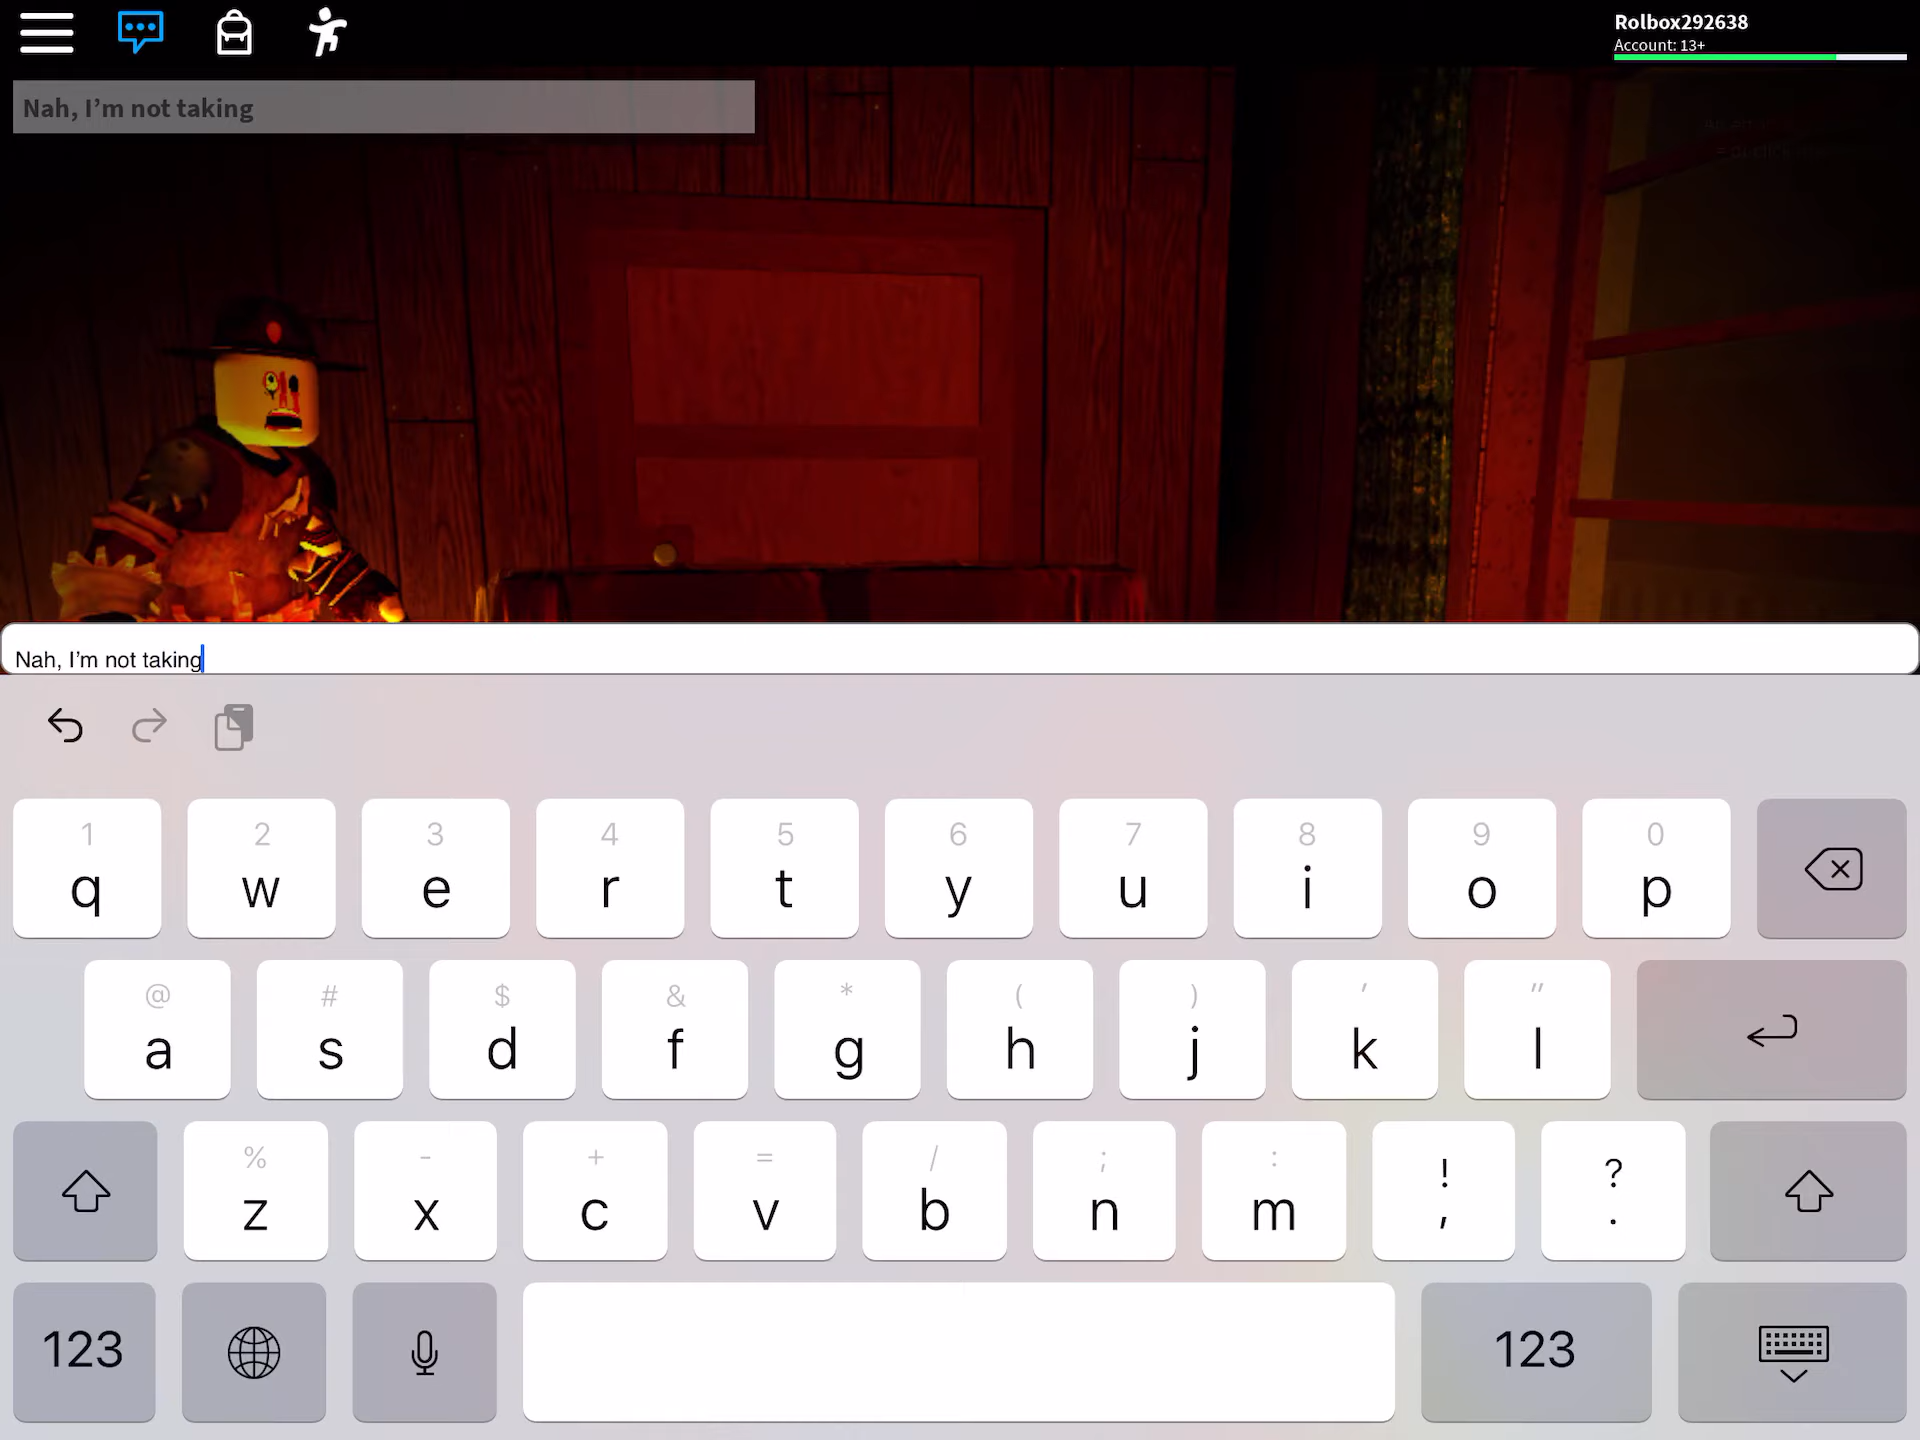 Rolbox292638
Account: 13+
Nah, I’m not taking
Nah, I’m not taking
1 2 3 4 5 6 7 8 9 0
q w e r t y u i o p
@ # $ & * ( ) ' "
a s d f g h j k l
% - + = / ; : ! ?
z x c v b n m , .
123 123